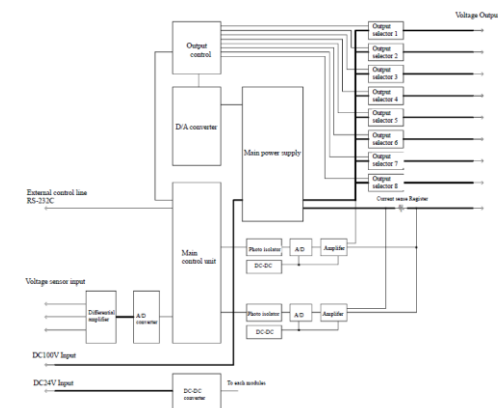 Voltage Output
Output
selector 1
Output
selector 2
Output
selector 3
Output
selector 4
Output
selector 5
Output
selector 6
Output
selector 7
Output
selector 8
Output
control
D/A converter
Main power supply
Current sense Register
External control line
RS-232C
Main
control unit
Photo isolator
A/D
Amplifer
DC-DC
Voltage sensor input
Differential
amplifier
A/D
converter
Photo isolator
A/D
Amplifer
DC-DC
DC100V Input
DC24V Input
DC-DC
converter
To each modules